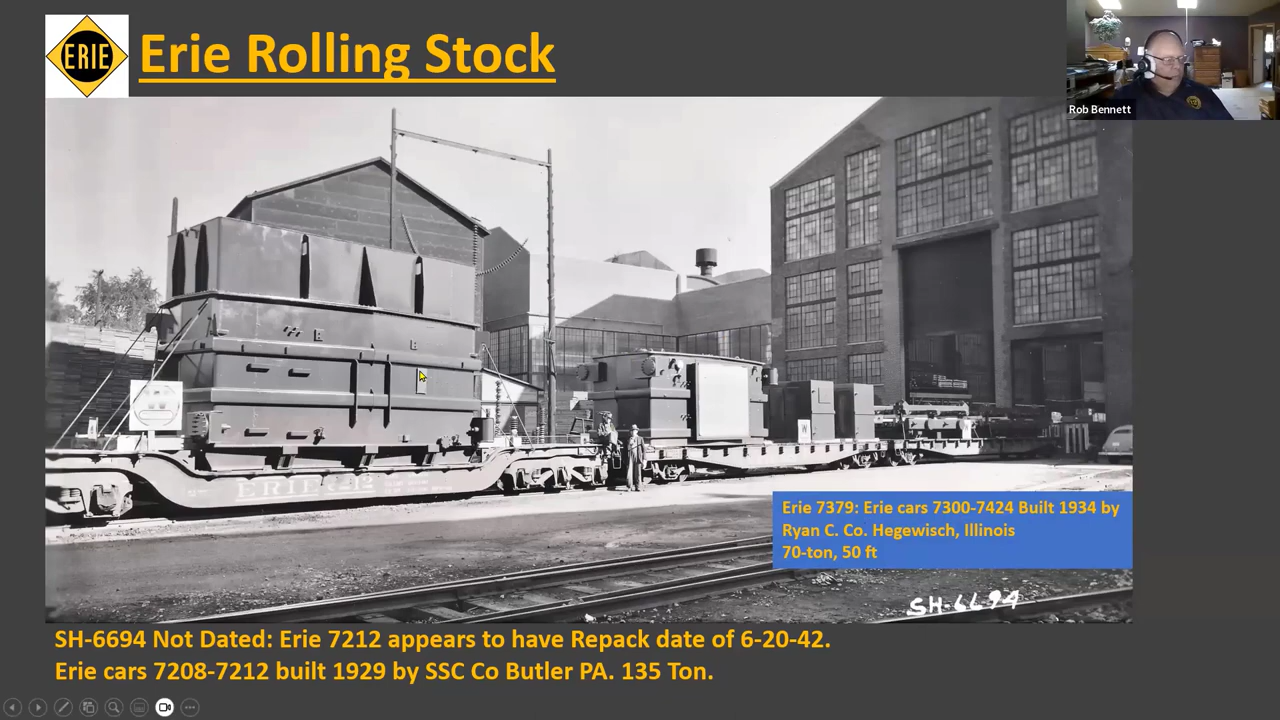 ERIE
Erie Rolling Stock
Rob Bennett
ERIE
W
Erie 7379: Erie cars 7300-7424 Built 1934 by
Ryan C. Co. Hegewisch, Illinois
70-ton, 50 ft
SH-6694
SH-6694 Not Dated: Erie 7212 appears to have Repack date of 6-20-42.
Erie cars 7208-7212 built 1929 by SSC Co Butler PA. 135 Ton.